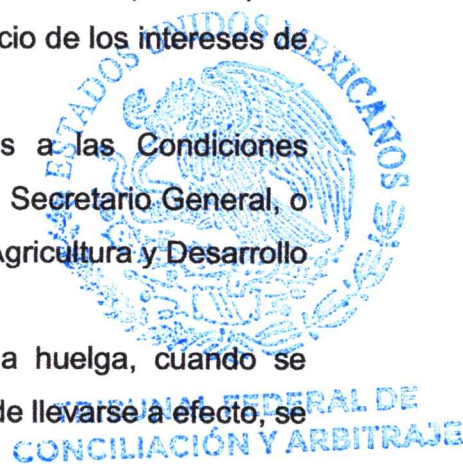 cio de los intereses de
ESTADOS UNIDOS MEXICANOS
s a las Condiciones
Secretario General, o
Agricultura y Desarrollo
a huelga, cuando se
de llevarse a efecto, se
TRIBUNAL FEDERAL DE
CONCILIACIÓN Y ARBITRAJE